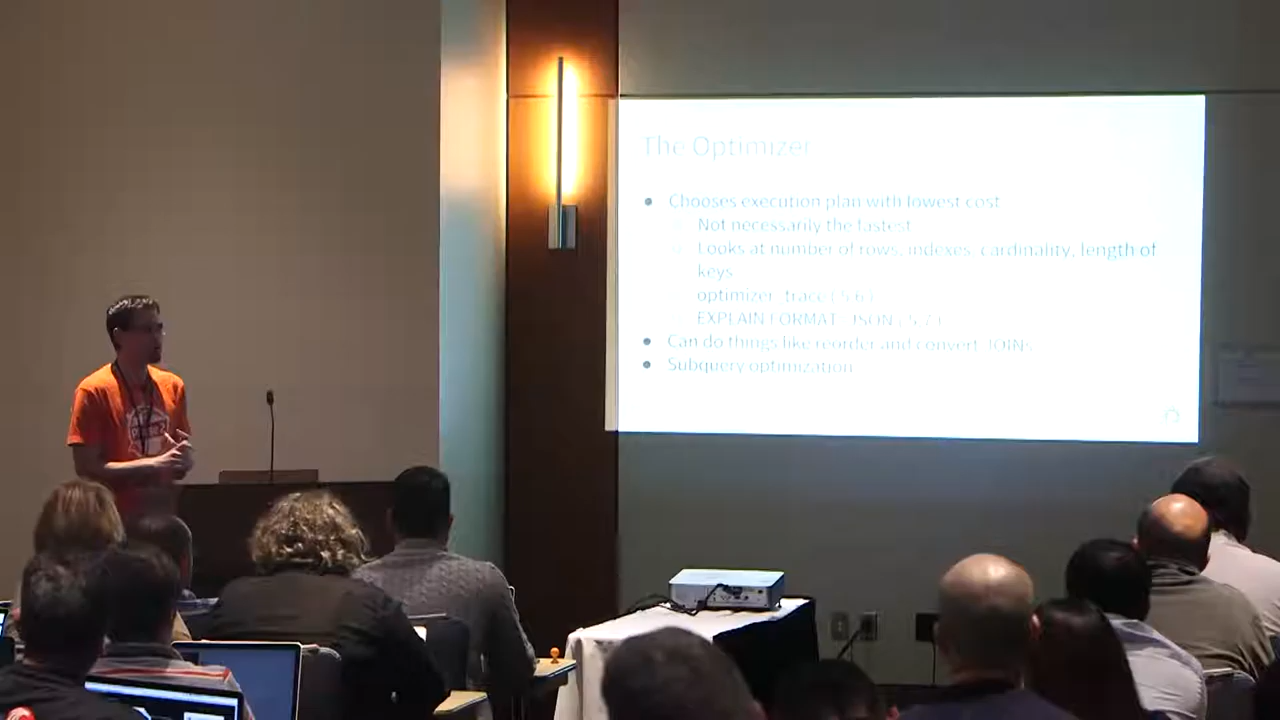 The Optimizer
● Chooses execution plan with lowest cost
○ Not necessarily the fastest
○ Looks at number of rows, indexes, cardinality, length of
keys
○ optimizer_trace (5.6)
○ EXPLAIN FORMAT=JSON (5.7)
● Can do things like reorder and convert JOINs
● Subquery optimization